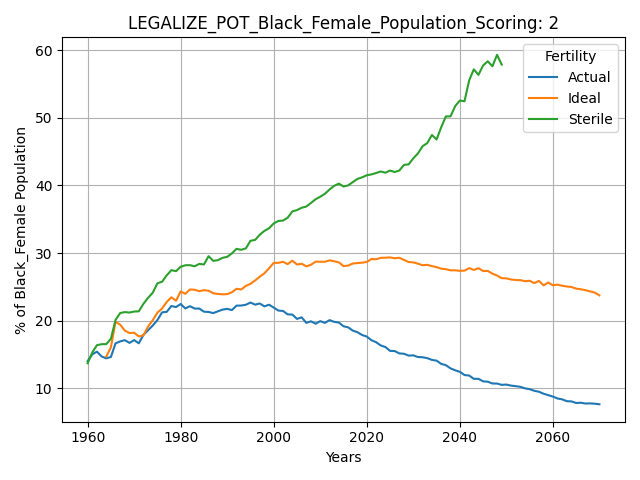 LEGALIZE_POT_Black_Female_Population_Scoring: 2
% of Black_Female Population
60
50
40
30
20
10
Fertility
Actual
Ideal
Sterile
1960
1980
2000
2020
2040
2060
Years